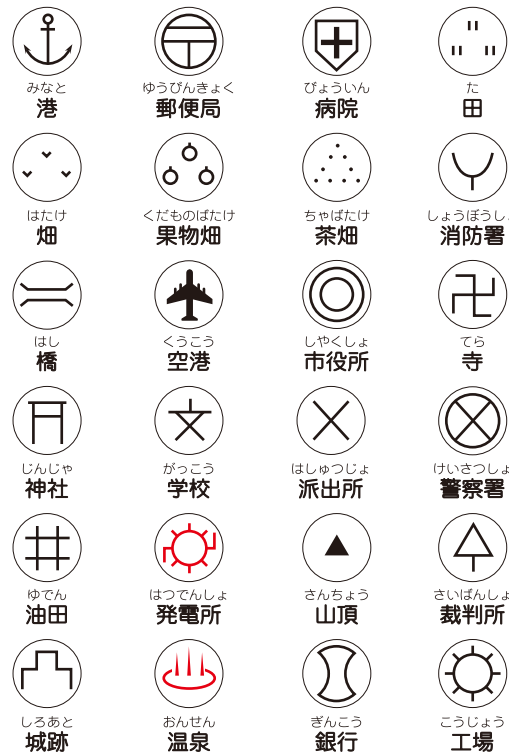 みなと ゆうびんきょく びょういん た
港 郵便局 病院 田
はたけ くだものばたけ ちゃばたけ しょうぼうし
畑 果物畑 茶畑 消防署
はし くうこう しやくしょ てら
橋 空港 市役所 寺
じんじゃ がっこう はしゅつじょ けいさつし
神社 学校 派出所 警察署
ゆでん はつでんしょ さんちょう さいばんしょ
油田 発電所 山頂 裁判所
しろあと おんせん ぎんこう こうじょう
城跡 温泉 銀行 工場